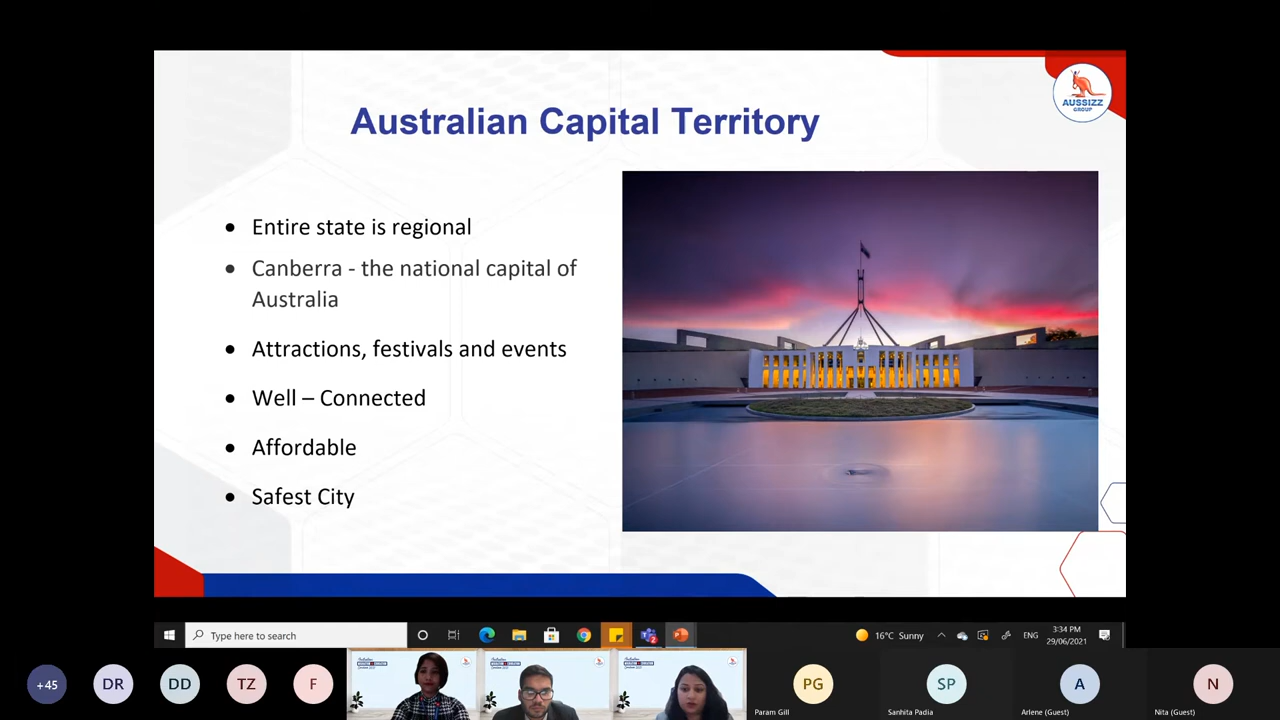 AUSSIZZ
GROUP
Australian Capital Territory
• Entire state is regional
• Canberra - the national capital of
Australia
• Attractions, festivals and events
• Well – Connected
• Affordable
• Safest City
Type here to search
16°C Sunny
ENG
3:34 PM
29/06/2021
+45
DR
DD
TZ
F
PG
Param Gill
SP
Sanhita Padia
A
Arlene (Guest)
N
Nita (Guest)